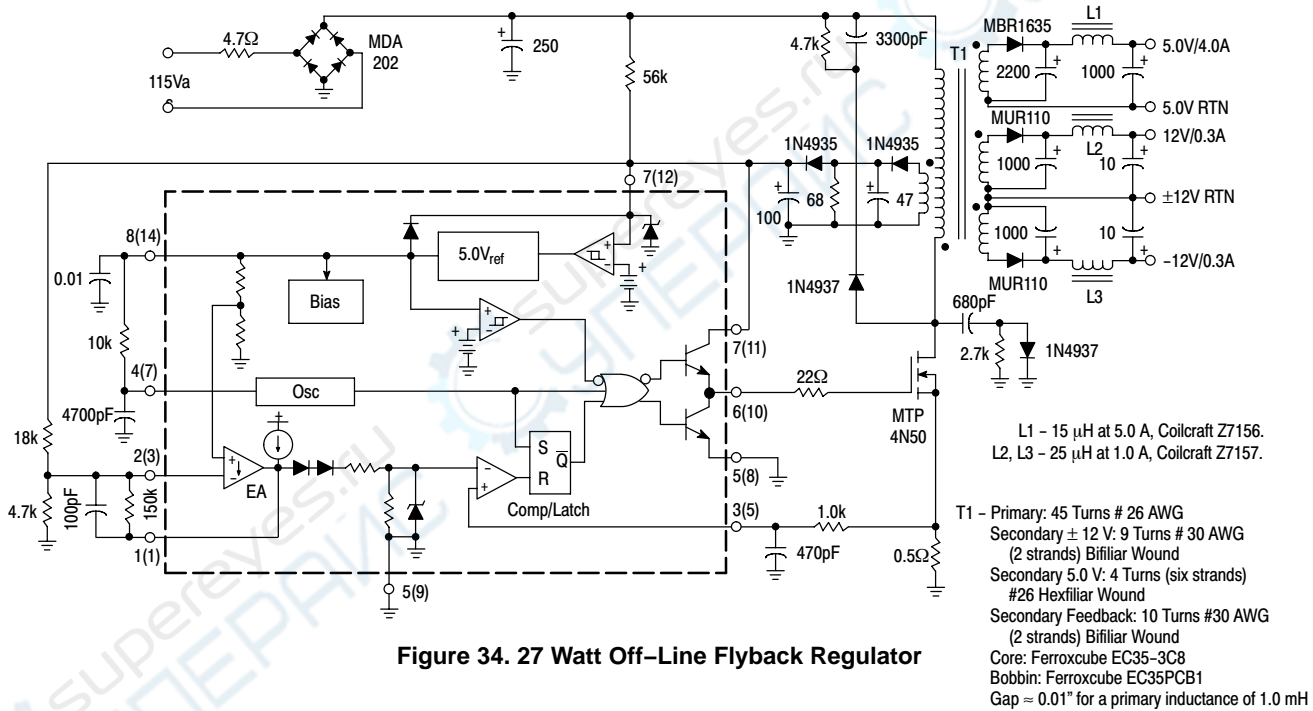 4.7Ω
MDA
202
115Va
+
250
56k
4.7k
3300pF
T1
MBR1635
L1
5.0V/4.0A
2200
+
1000
+
5.0V RTN
MUR110
12V/0.3A
L2
1000
+
10
+
±12V RTN
1000
+
10
+
MUR110
L3
-12V/0.3A
1N4935
1N4935
+
100
68
+
47
7(12)
8(14)
0.01
5.0Vref
+
−
+
Bias
+
−
+
10k
4(7)
4700pF
Osc
1N4937
680pF
2.7k
1N4937
7(11)
6(10)
22Ω
MTP
4N50
5(8)
18k
2(3)
4.7k
100pF
150k
1(1)
+
−
EA
+
−
+
S
R
Q
Comp/Latch
3(5)
1.0k
470pF
0.5Ω
5(9)
L1 - 15 μH at 5.0 A, Coilcraft Z7156.
L2, L3 - 25 μH at 1.0 A, Coilcraft Z7157.
T1 - Primary: 45 Turns # 26 AWG
Secondary ± 12 V: 9 Turns # 30 AWG
(2 strands) Bifiliar Wound
Secondary 5.0 V: 4 Turns (six strands)
#26 Hexfiliar Wound
Secondary Feedback: 10 Turns #30 AWG
(2 strands) Bifiliar Wound
Core: Ferroxcube EC35-3C8
Bobbin: Ferroxcube EC35PCB1
Gap ≈ 0.01" for a primary inductance of 1.0 mH
Figure 34. 27 Watt Off-Line Flyback Regulator
supereyes.ru
СУПЕРАЙС
supereyes.ru
СУПЕРАЙС